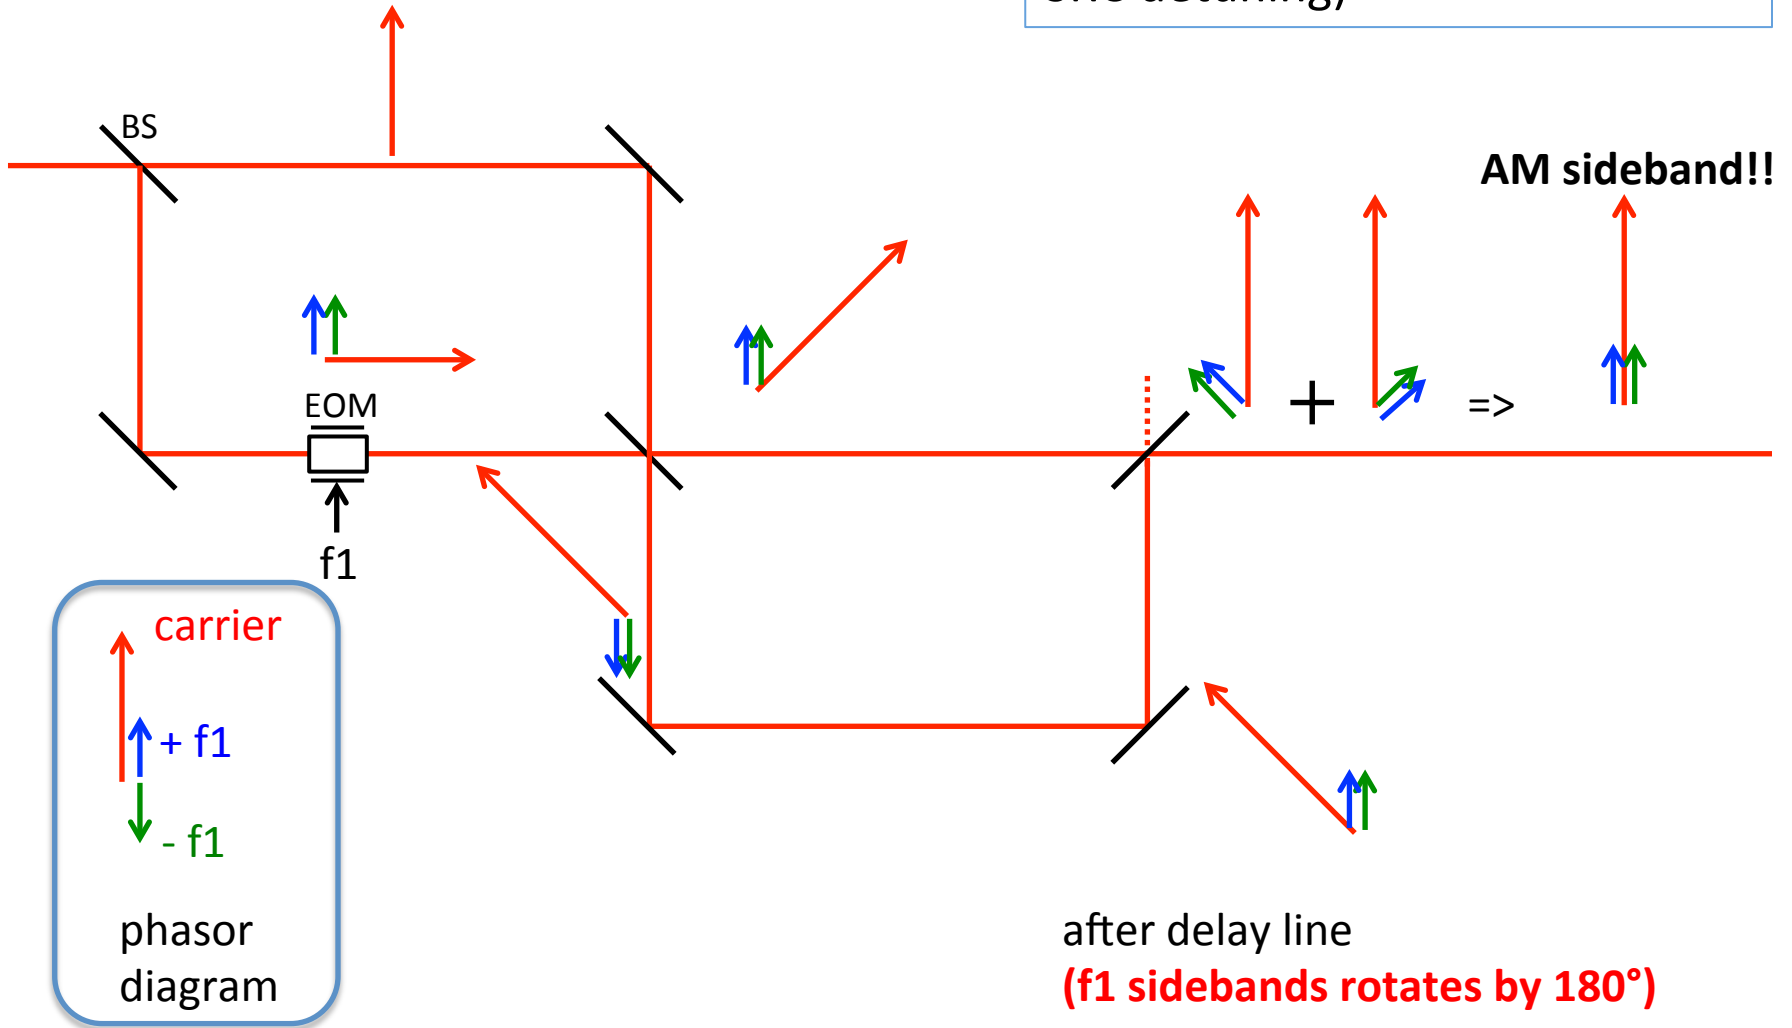 BS
AM sideband!!
EOM
+
=>
f1
carrier
+ f1
- f1
phasor
diagram
after delay line
(f1 sidebands rotates by 180°)